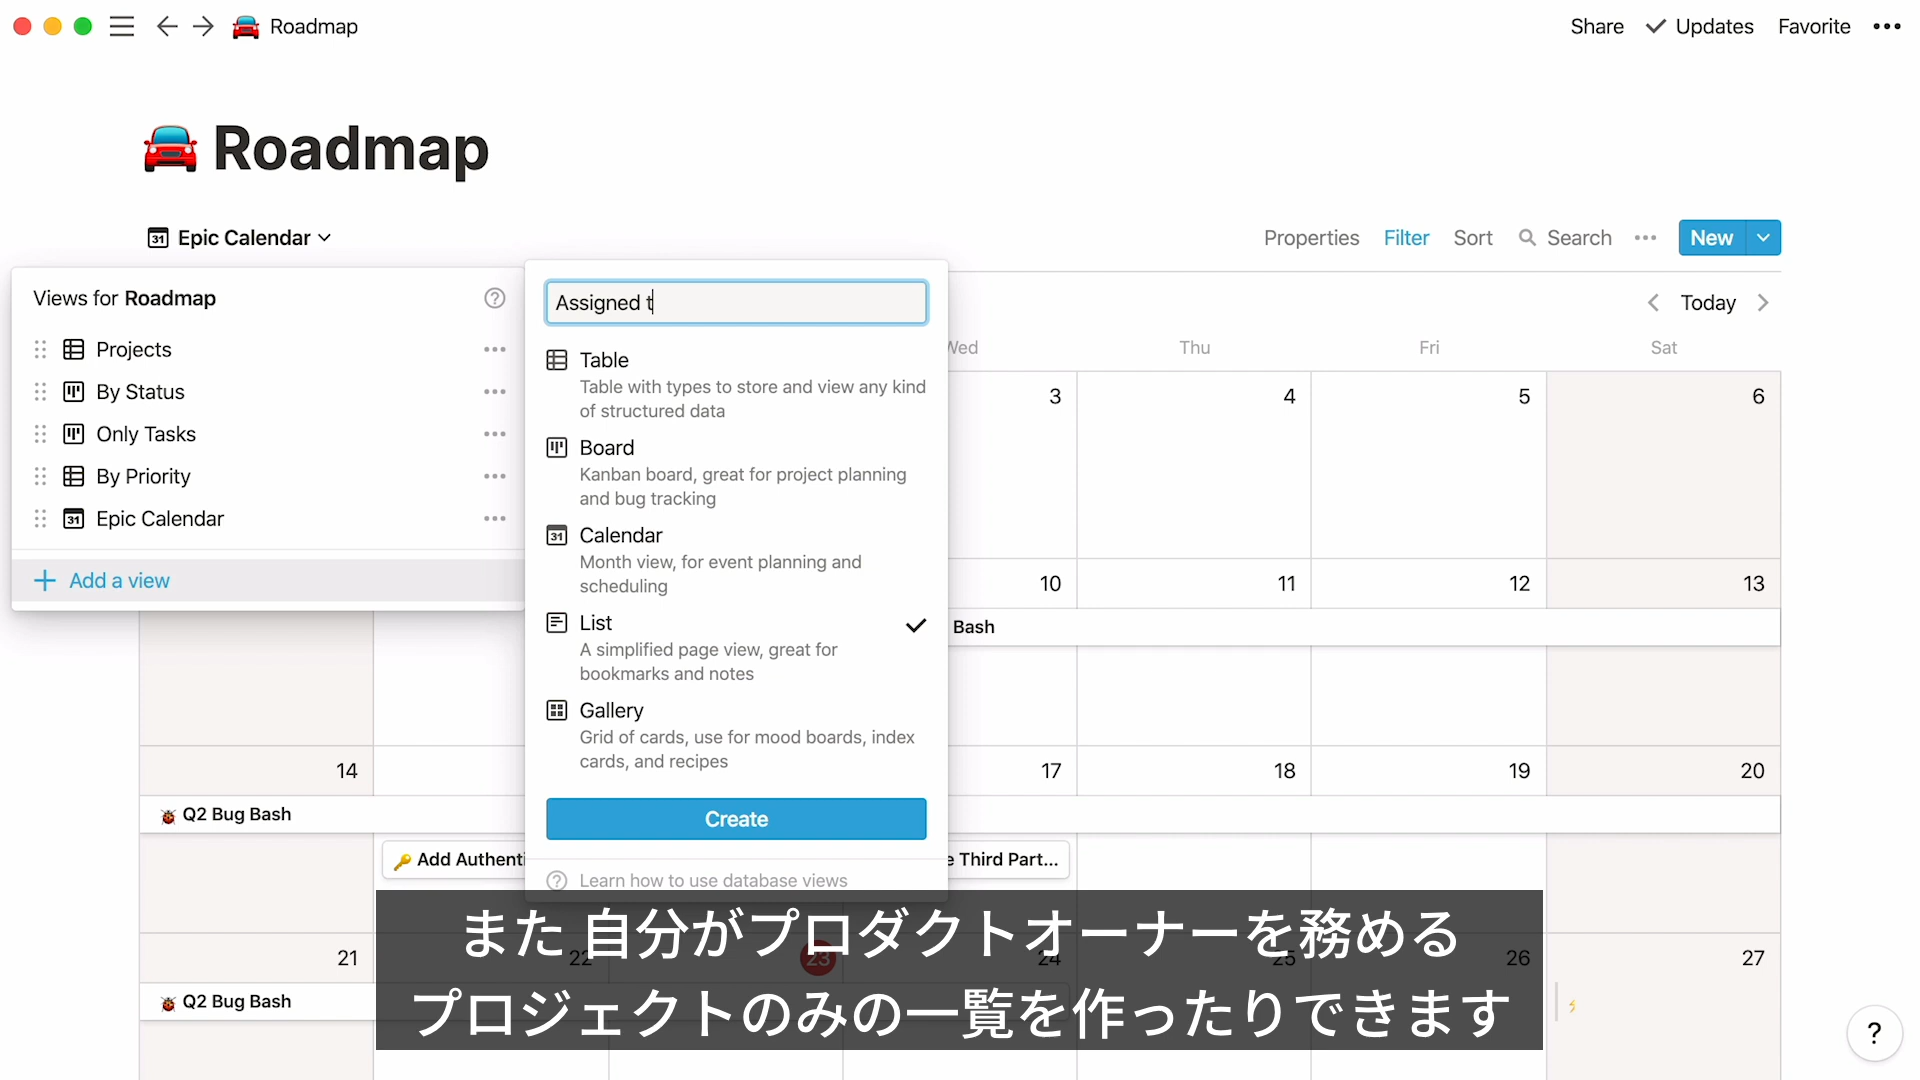 Roadmap
Share
Updates
Favorite
Roadmap
31 Epic Calendar
Properties
Filter
Sort
Search
New
Views for Roadmap
Projects
By Status
Only Tasks
By Priority
31 Epic Calendar
Add a view
Assigned t
Table
Table with types to store and view any kind
of structured data
Board
Kanban board, great for project planning
and bug tracking
31 Calendar
Month view, for event planning and
scheduling
List
A simplified page view, great for
bookmarks and notes
Gallery
Grid of cards, use for mood boards, index
cards, and recipes
Create
Learn how to use database views
Today
Wed Thu Fri Sat
3 4 5 6
10 11 12 13
Bash
14 17 18 19 20
Q2 Bug Bash
Add Authenti
e Third Part...
21 22 23 24 25 26 27
Q2 Bug Bash
また 自分がプロダクトオーナーを務める
プロジェクトのみの一覧を作ったりできます
?